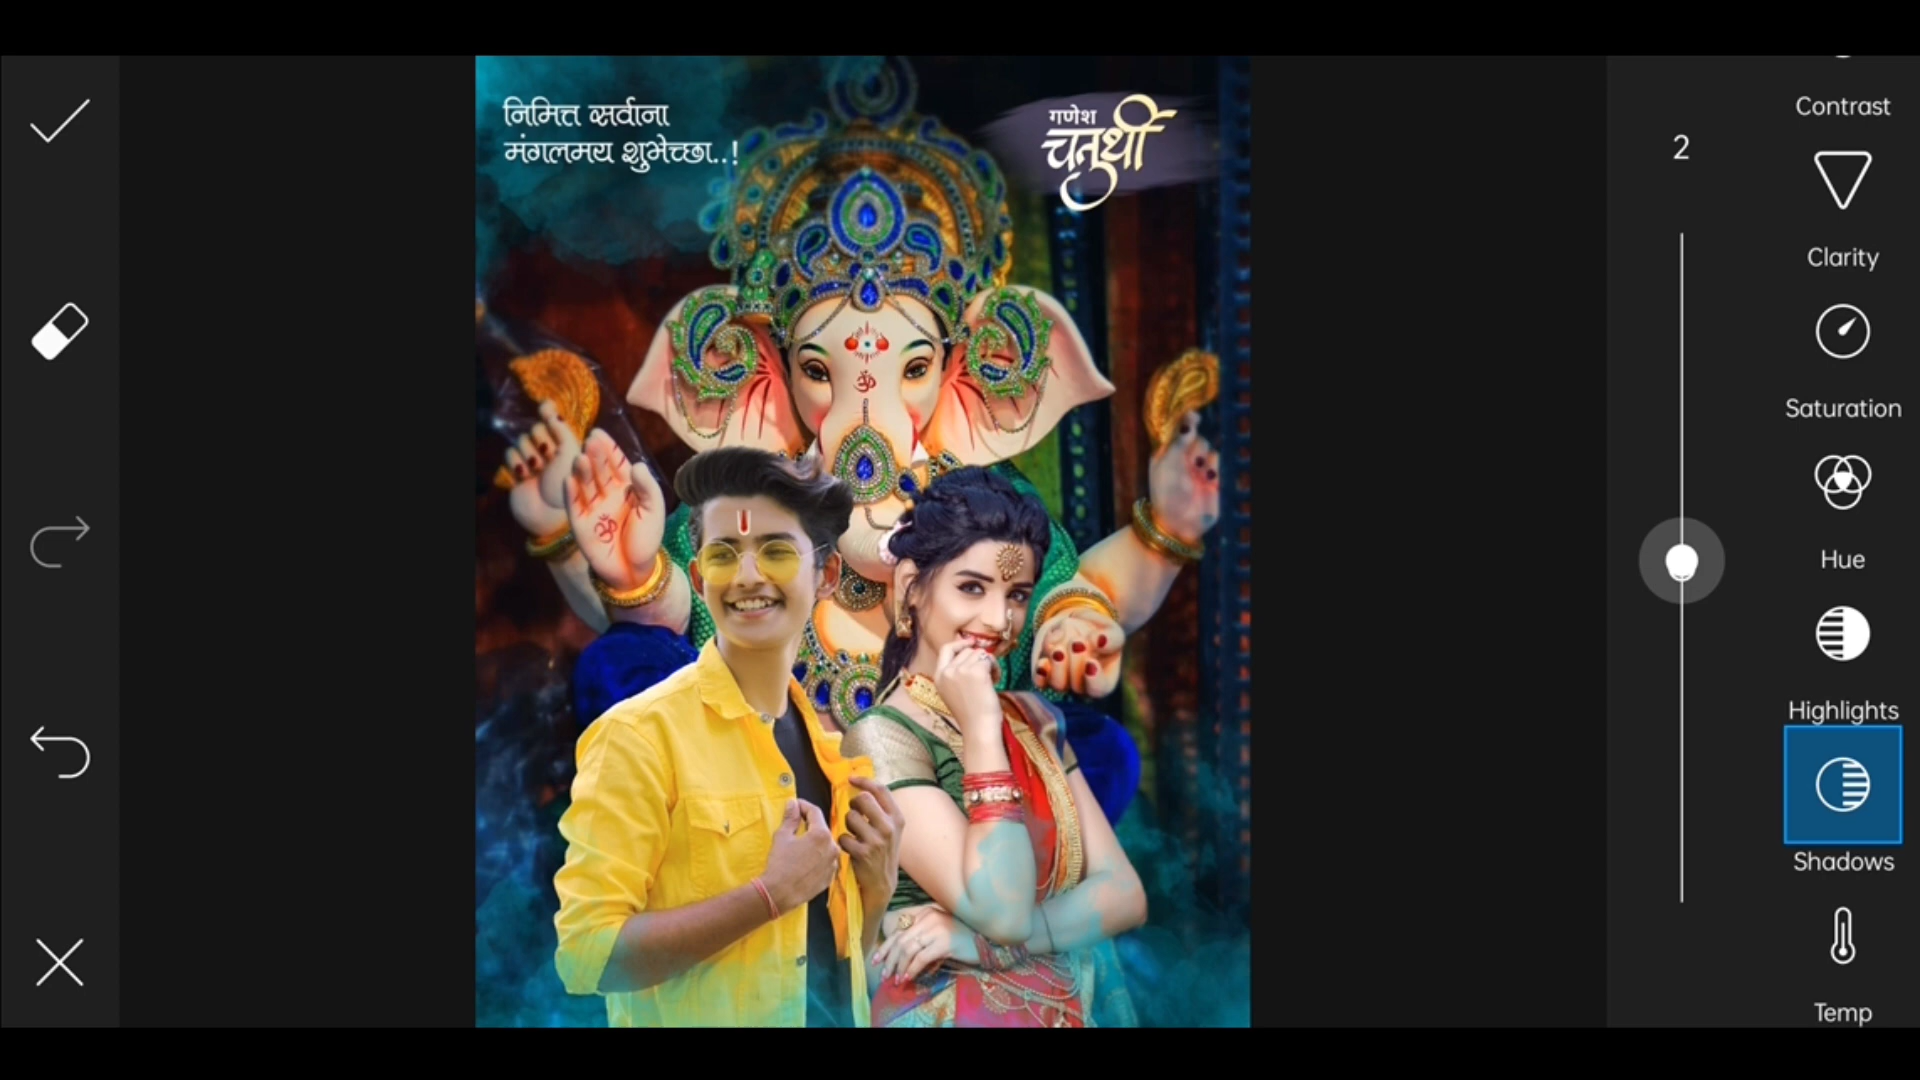 निमित्त सर्वाना
मंगलमय शुभेच्छा..!
गणेश
चतुर्थी
ॐ
ॐ
2
Contrast
Clarity
Saturation
Hue
Highlights
Shadows
Temp